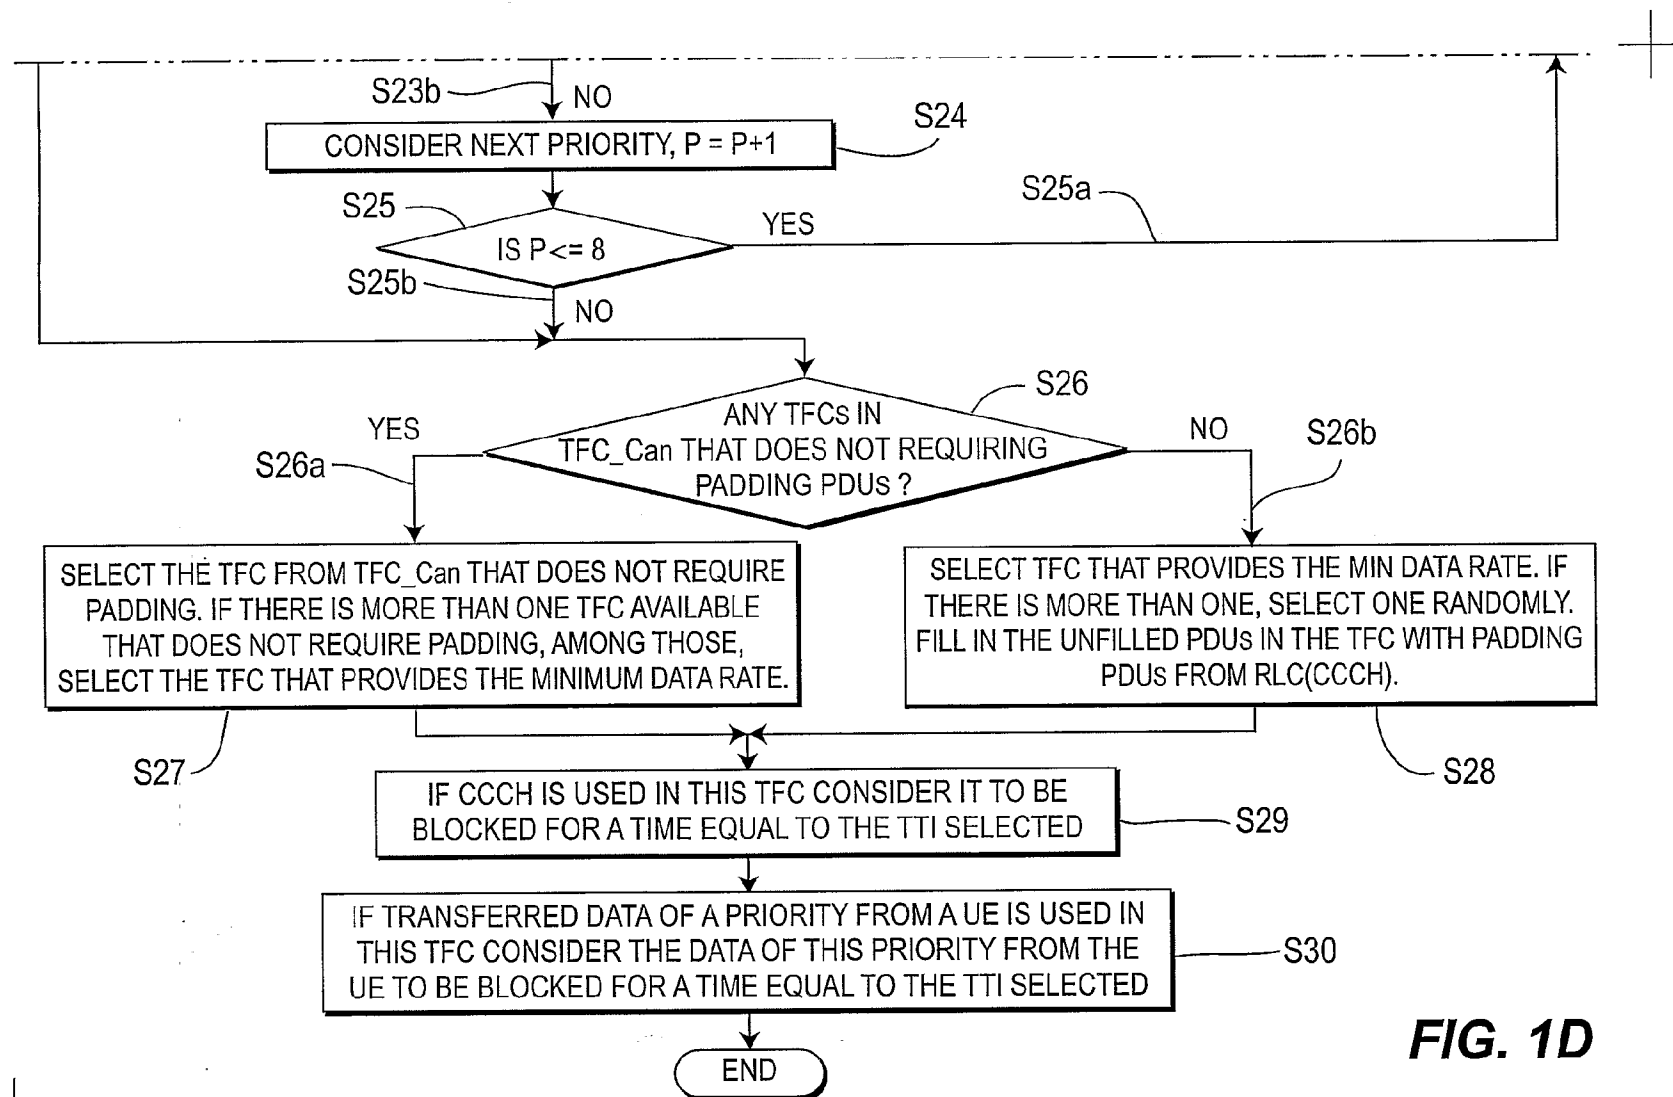 S23b
NO
S24
CONSIDER NEXT PRIORITY, P = P+1
S25a
S25
YES
IS P<= 8
S25b
NO
S26
ANY TFCs IN
YES
NO
TFC_Can THAT DOES NOT REQUIRING
S26b
S26a
PADDING PDUs ?
SELECT THE TFC FROM TFC_Can THAT DOES NOT REQUIRE
PADDING. IF THERE IS MORE THAN ONE TFC AVAILABLE
THAT DOES NOT REQUIRE PADDING, AMONG THOSE,
SELECT THE TFC THAT PROVIDES THE MINIMUM DATA RATE.
SELECT TFC THAT PROVIDES THE MIN DATA RATE. IF
THERE IS MORE THAN ONE, SELECT ONE RANDOMLY.
FILL IN THE UNFILLED PDUs IN THE TFC WITH PADDING
PDUs FROM RLC(CCCH).
S27
S28
IF CCCH IS USED IN THIS TFC CONSIDER IT TO BE
BLOCKED FOR A TIME EQUAL TO THE TTI SELECTED
S29
IF TRANSFERRED DATA OF A PRIORITY FROM A UE IS USED IN
THIS TFC CONSIDER THE DATA OF THIS PRIORITY FROM THE
UE TO BE BLOCKED FOR A TIME EQUAL TO THE TTI SELECTED
S30
END
FIG. 1D